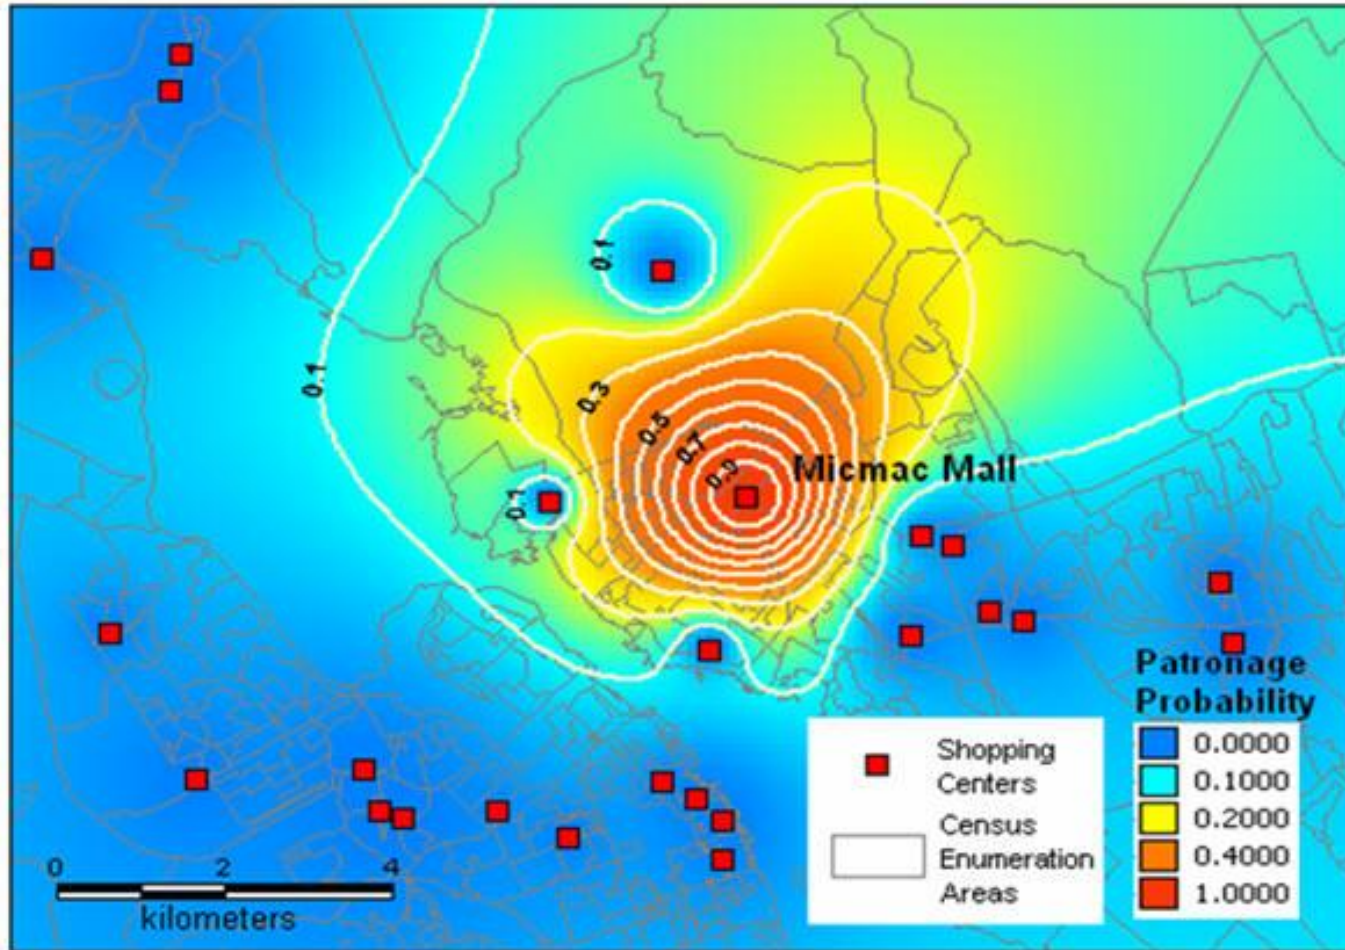 0.1
0.1
0.3
0.5
0.7
0.9
Micmac Mall
0.1
Patronage
Probability
0.0000
0.1000
0.2000
0.4000
1.0000
Shopping
Centers
Census
Enumeration
Areas
0 2 4
kilometers